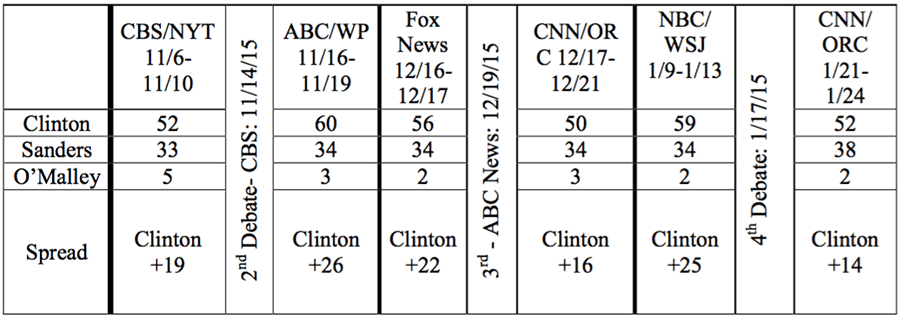 CBS/NYT
11/6-
11/10
2nd Debate- CBS: 11/14/15
ABC/WP
11/16-
11/19
Fox
News
12/16-
12/17
3rd - ABC News: 12/19/15
CNN/OR
C 12/17-
12/21
NBC/
WSJ
1/9-1/13
4th Debate: 1/17/15
CNN/
ORC
1/21-
1/24
Clinton 52 60 56 50 59 52
Sanders 33 34 34 34 34 38
O’Malley 5 3 2 3 2 2
Spread
Clinton
+19
Clinton
+26
Clinton
+22
Clinton
+16
Clinton
+25
Clinton
+14